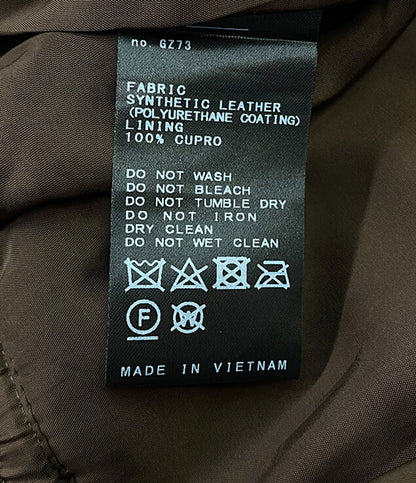 no. GZ73
FABRIC
SYNTHETIC LEATHER
(POLYURETHANE COATING)
LINING
100% CUPRO
DO NOT WASH
DO NOT BLEACH
DO NOT TUMBLE DRY
DO NOT IRON
DRY CLEAN
DO NOT WET CLEAN
F
W
MADE IN VIETNAM